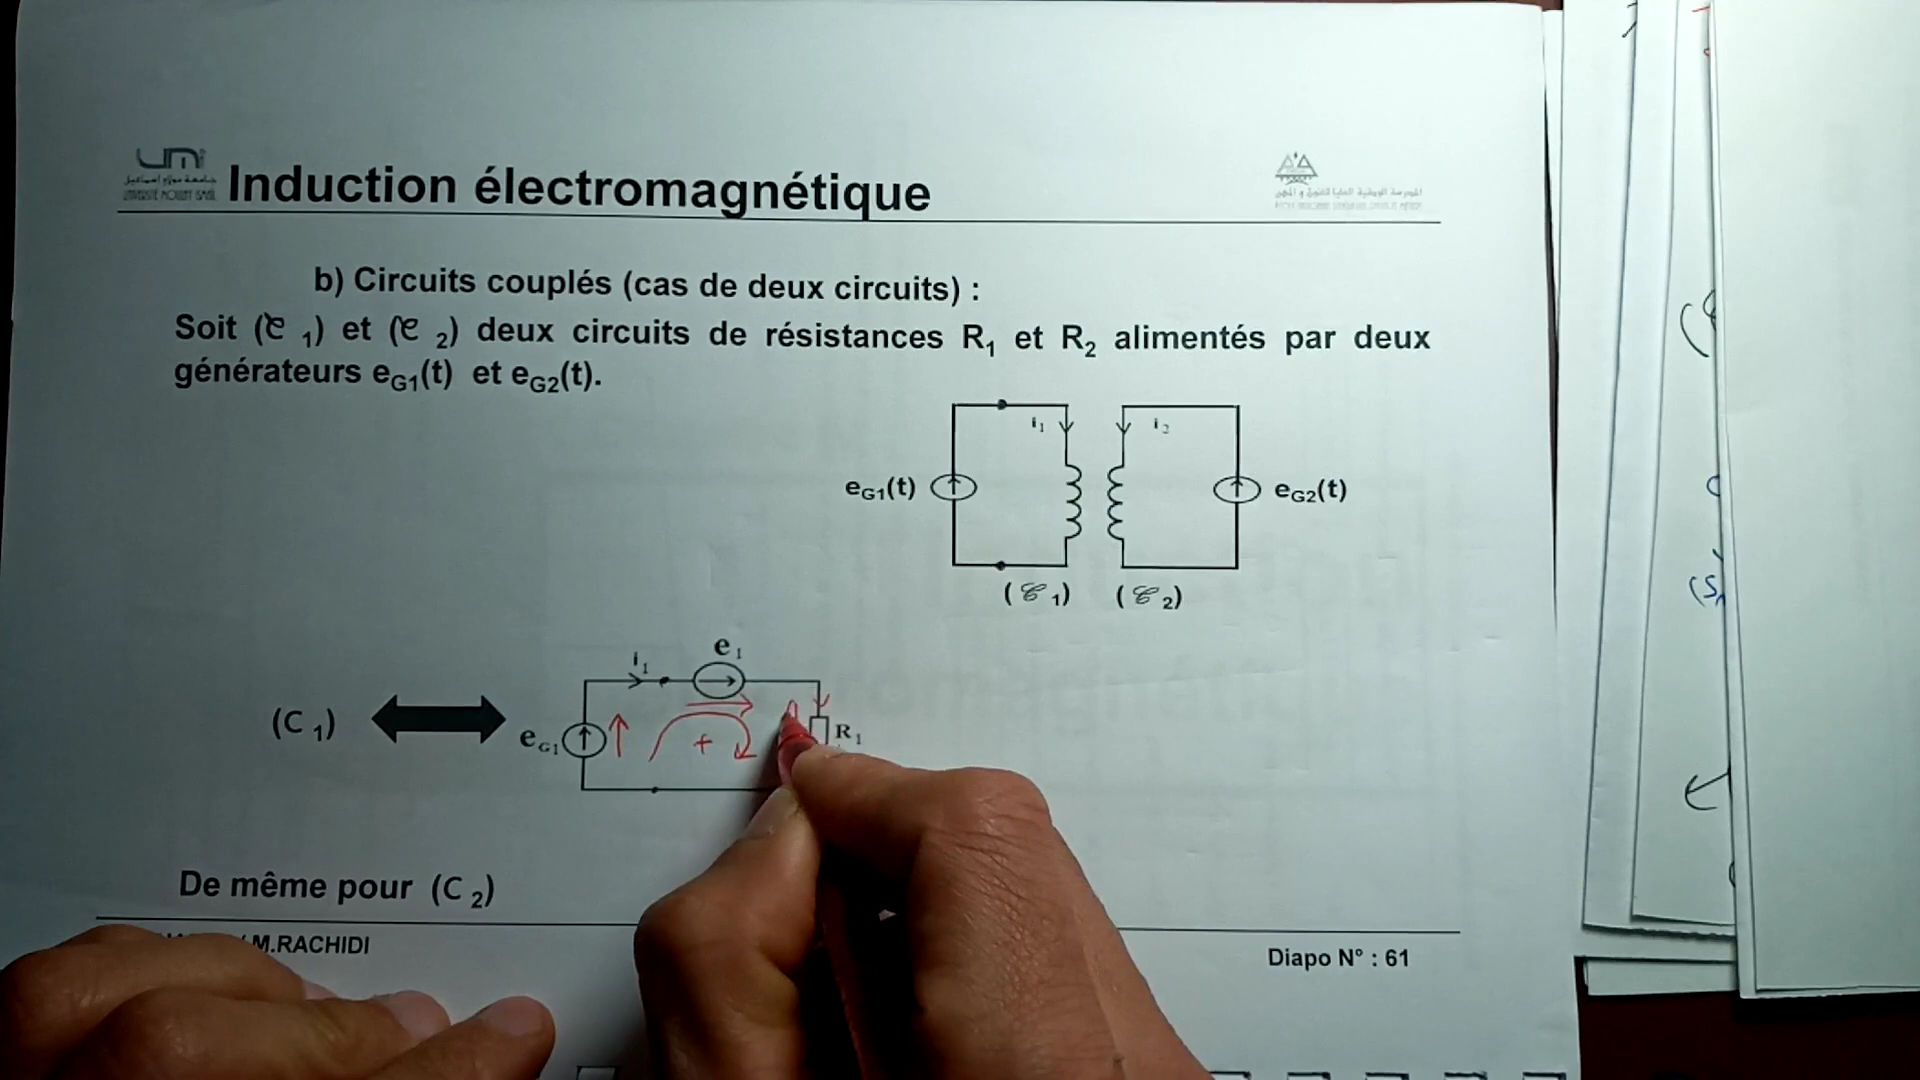 Induction électromagnétique
b) Circuits couplés (cas de deux circuits) :
Soit (C 1) et (C 2) deux circuits de résistances R1 et R2 alimentés par deux
générateurs eG1(t) et eG2(t).
i1 i2
eG1(t) eG2(t)
(C 1) (C 2)
e1
i1
(C 1) eG1 + R1
De même pour (C 2)
M.RACHIDI Diapo N° : 61